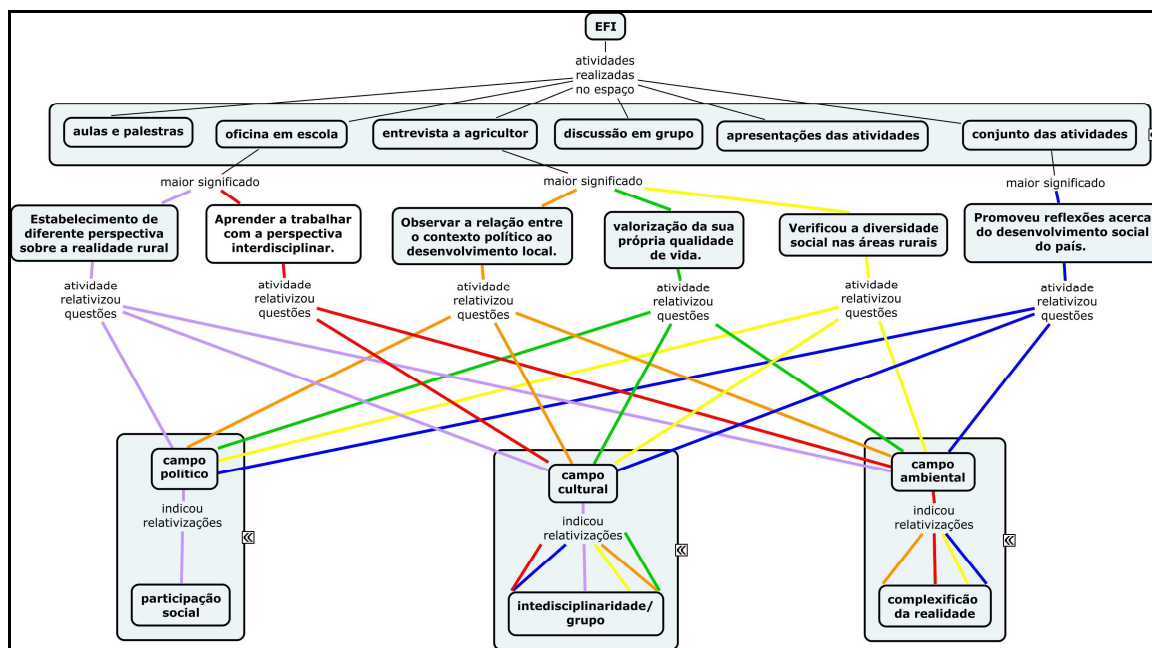 EFI
atividades
realizadas
no espaço
aulas e palestras
oficina em escola
entrevista a agricultor
discussão em grupo
apresentações das atividades
conjunto das atividades
maior significado
maior significado
maior significado
Estabelecimento de
diferente perspectiva
sobre a realidade rural
Aprender a trabalhar
com a perspectiva
interdisciplinar.
Observar a relação entre
o contexto político ao
desenvolvimento local.
valorização da sua
própria qualidade
de vida.
Verificou a diversidade
social nas áreas rurais
Promoveu reflexões acerca
do desenvolvimento social
do país.
atividade
relativizou
questões
atividade
relativizou
questões
atividade
relativizou
questões
atividade
relativizou
questões
atividade
relativizou
questões
atividade
relativizou
questões
campo
político
campo
cultural
campo
ambiental
indicou
relativizações
indicou
relativizações
indicou
relativizações
participação
social
intedisciplinaridade/
grupo
complexificão
da realidade